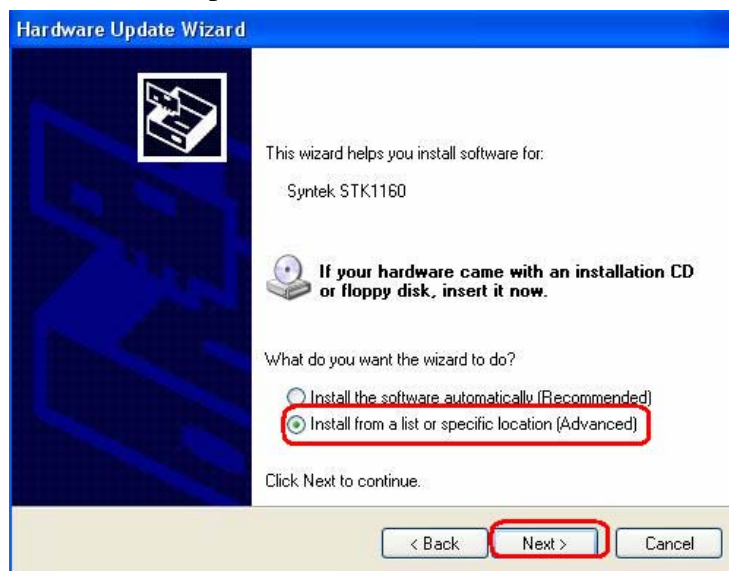 Hardware Update Wizard
This wizard helps you install software for:
Syntek STK1160
If your hardware came with an installation CD
or floppy disk, insert it now.
What do you want the wizard to do?
Install the software automatically (Recommended)
Install from a list or specific location (Advanced)
Click Next to continue.
< Back Next > Cancel